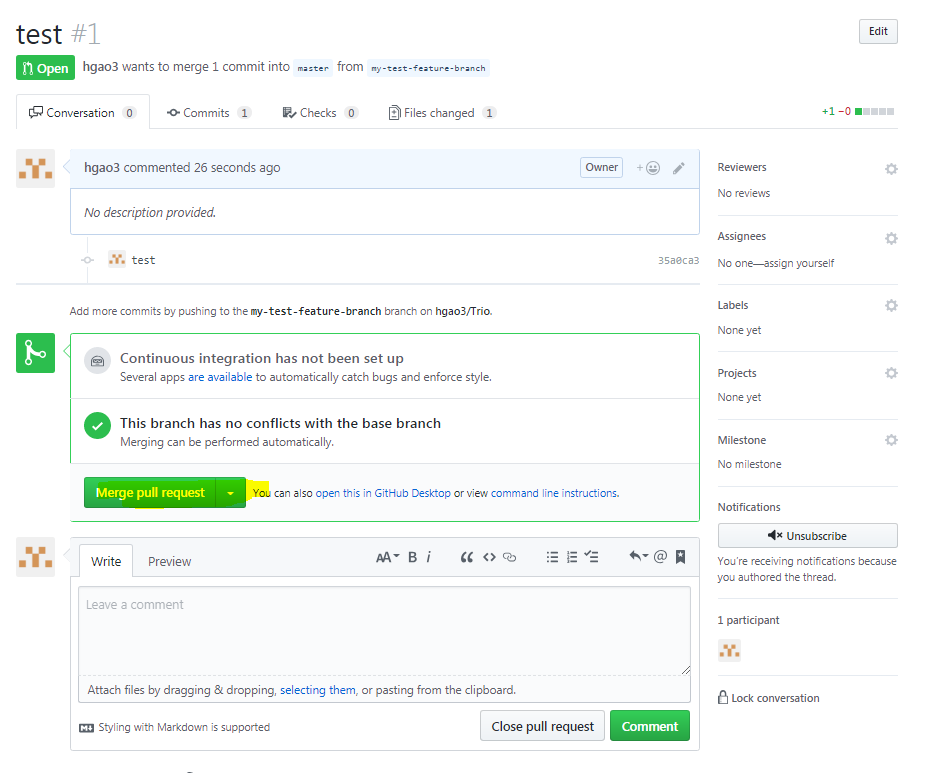 test #1
Edit
Open hgao3 wants to merge 1 commit into master from my-test-feature-branch
Conversation 0 Commits 1 Checks 0 Files changed 1 +1 −0
hgao3 commented 26 seconds ago Owner +
No description provided.
test 35a0ca3
Add more commits by pushing to the my-test-feature-branch branch on hgao3/Trio.
Continuous integration has not been set up
Several apps are available to automatically catch bugs and enforce style.
This branch has no conflicts with the base branch
Merging can be performed automatically.
Merge pull request You can also open this in GitHub Desktop or view command line instructions.
Write Preview AA B i @
Leave a comment
Attach files by dragging & dropping, selecting them, or pasting from the clipboard.
Styling with Markdown is supported
Close pull request Comment
Reviewers
No reviews
Assignees
No one—assign yourself
Labels
None yet
Projects
None yet
Milestone
No milestone
Notifications
Unsubscribe
You're receiving notifications because
you authored the thread.
1 participant
Lock conversation